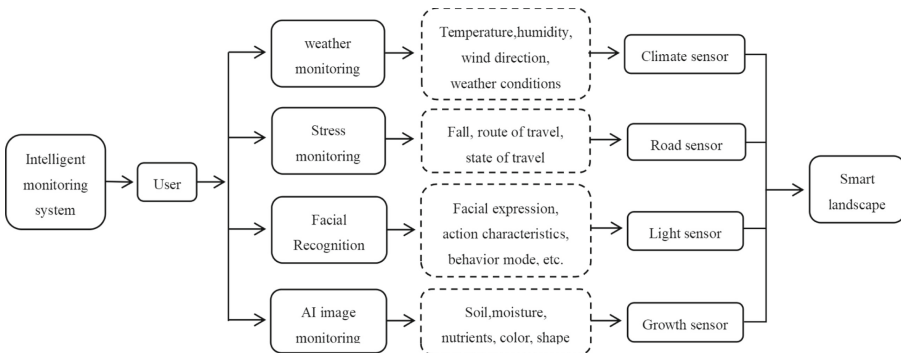 Intelligent
monitoring
system
User
weather
monitoring
Temperature,humidity,
wind direction,
weather conditions
Climate sensor
Stress
monitoring
Fall, route of travel,
state of travel
Road sensor
Facial
Recognition
Facial expression,
action characteristics,
behavior mode, etc.
Light sensor
AI image
monitoring
Soil,moisture,
nutrients, color, shape
Growth sensor
Smart
landscape